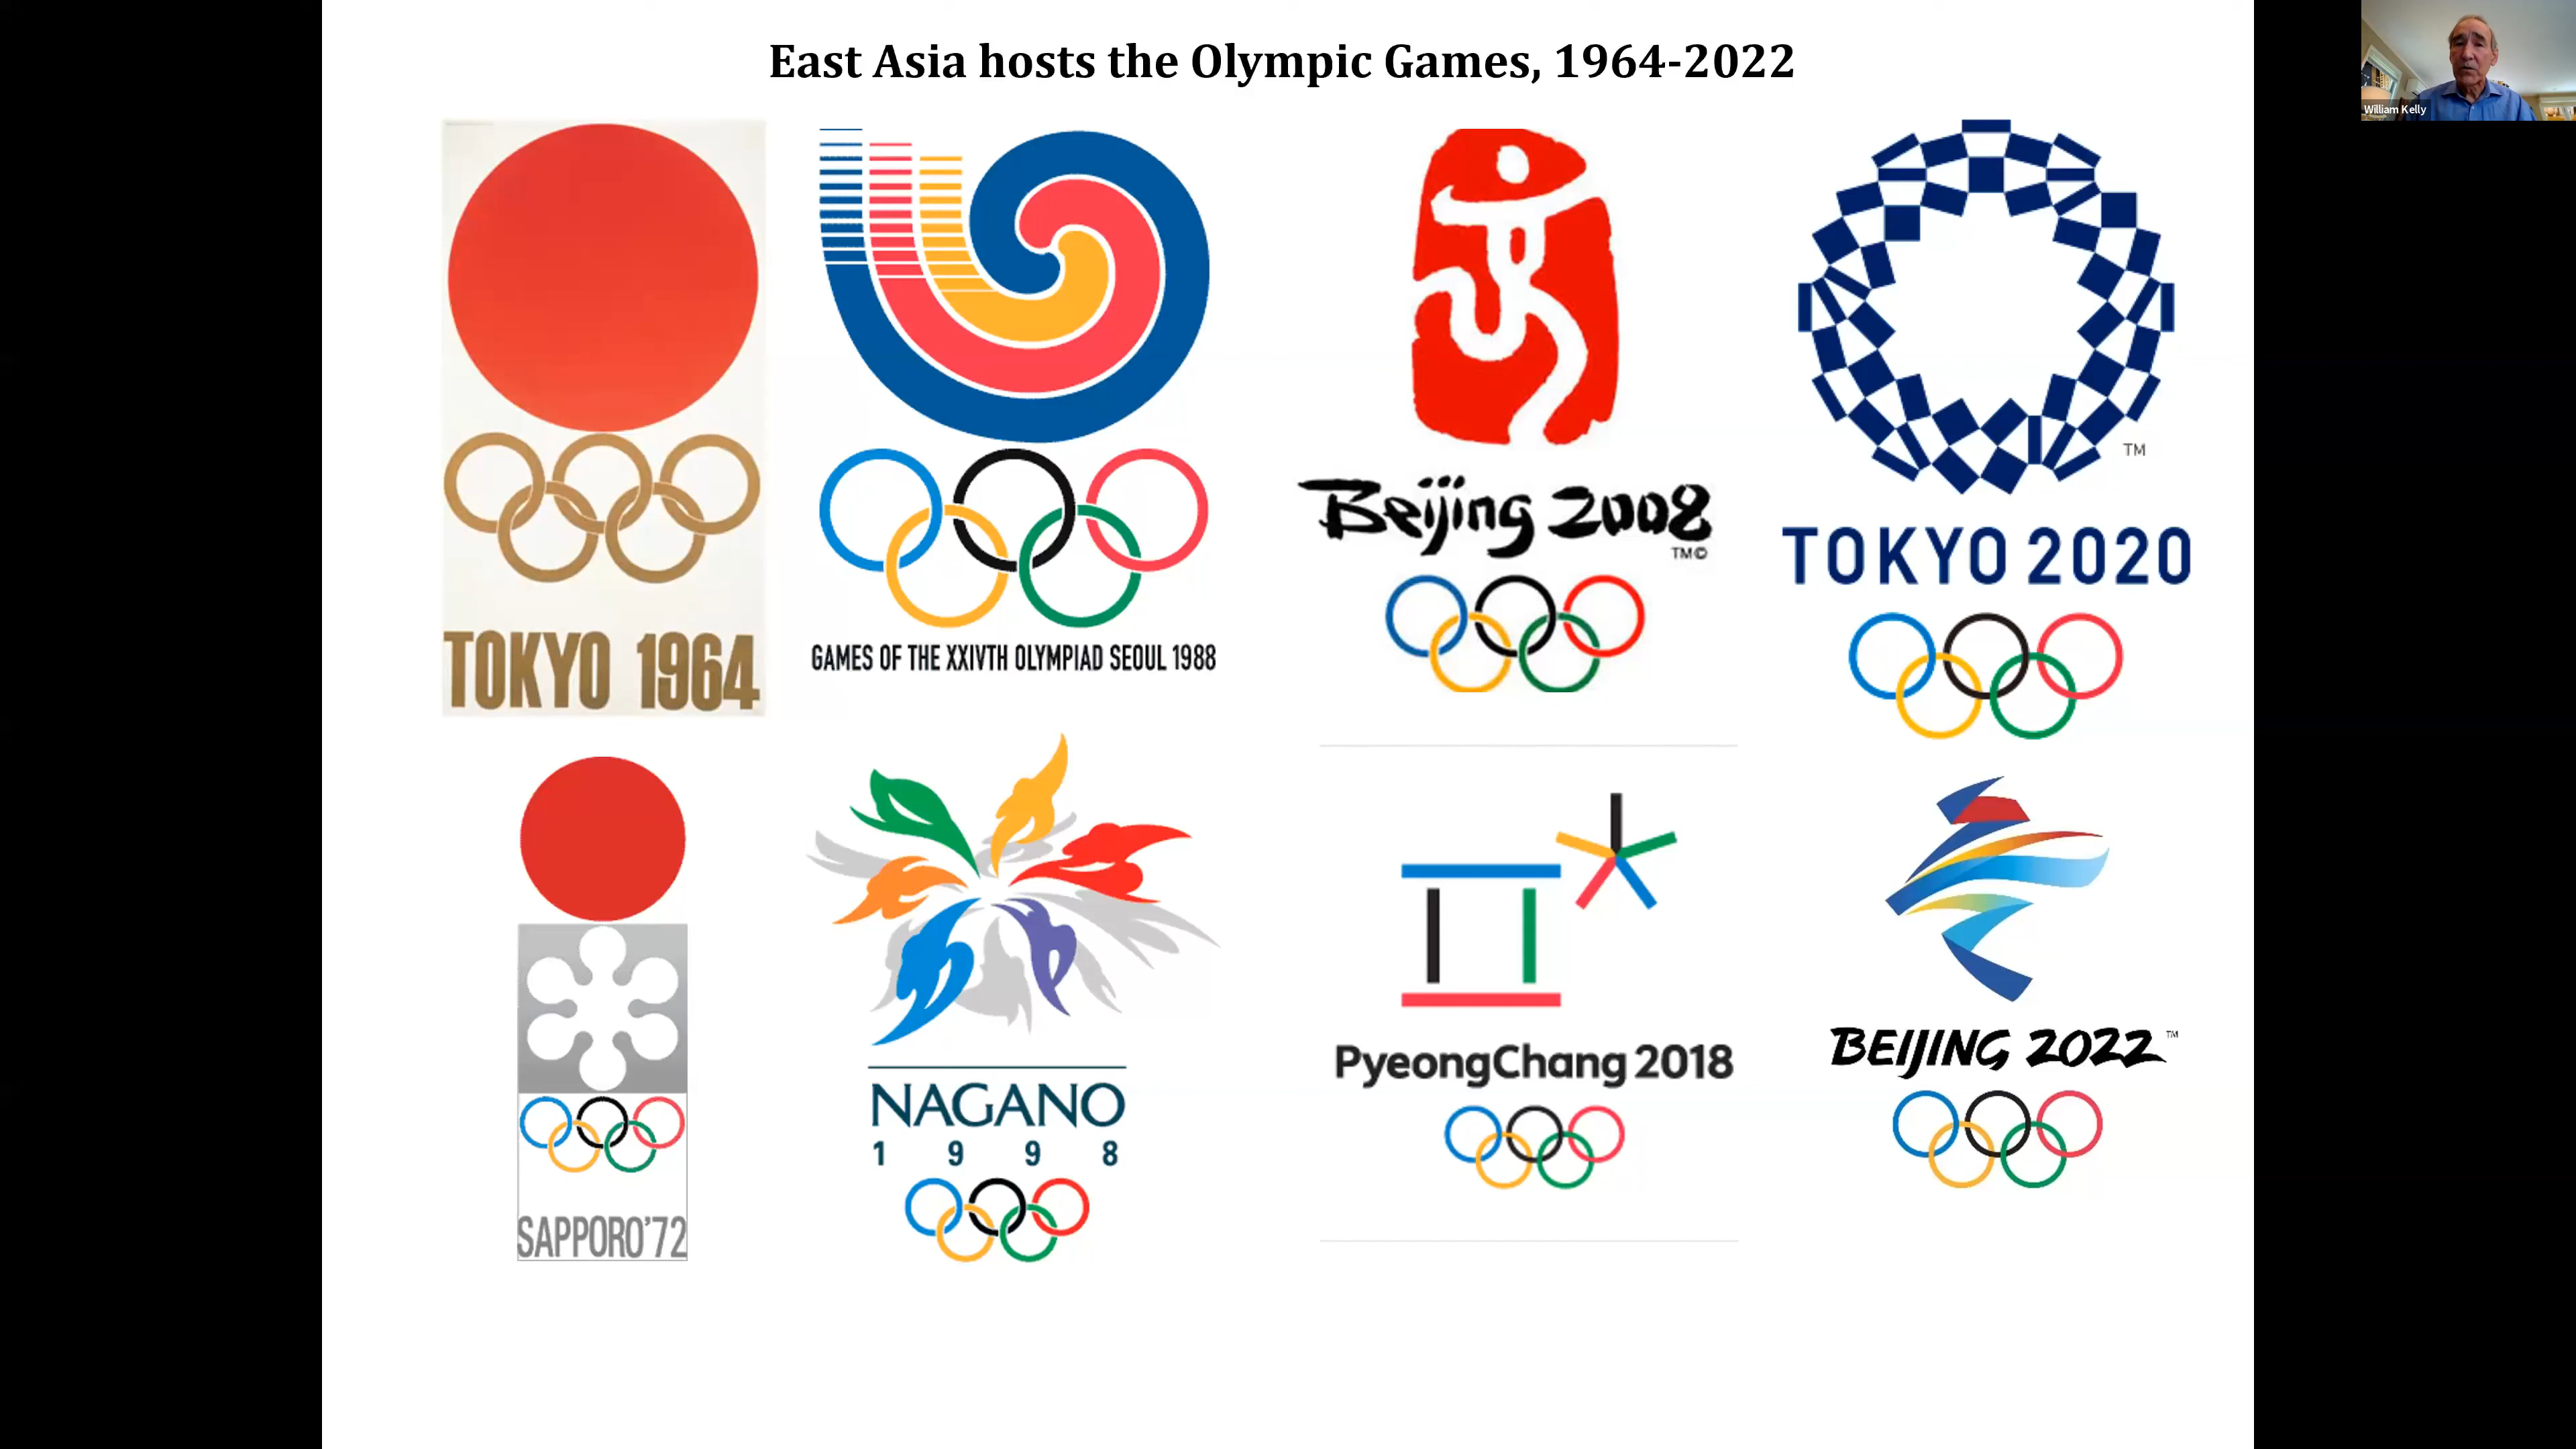 East Asia hosts the Olympic Games, 1964-2022
William Kelly
TOKYO 1964
GAMES OF THE XXIVTH OLYMPIAD SEOUL 1988
Beijing 2008
TM©
TM
TOKYO 2020
SAPPORO'72
NAGANO
1 9 9 8
PyeongChang 2018
BEIJING 2022 TM